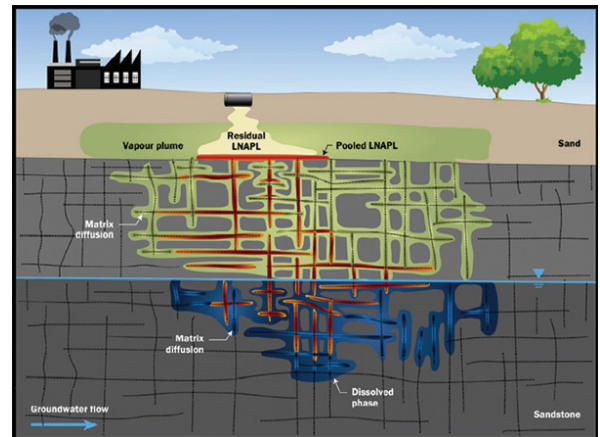 Vapour plume
Residual
LNAPL
Pooled LNAPL
Sand
Matrix
diffusion
Matrix
diffusion
Dissolved
phase
Groundwater flow
Sandstone